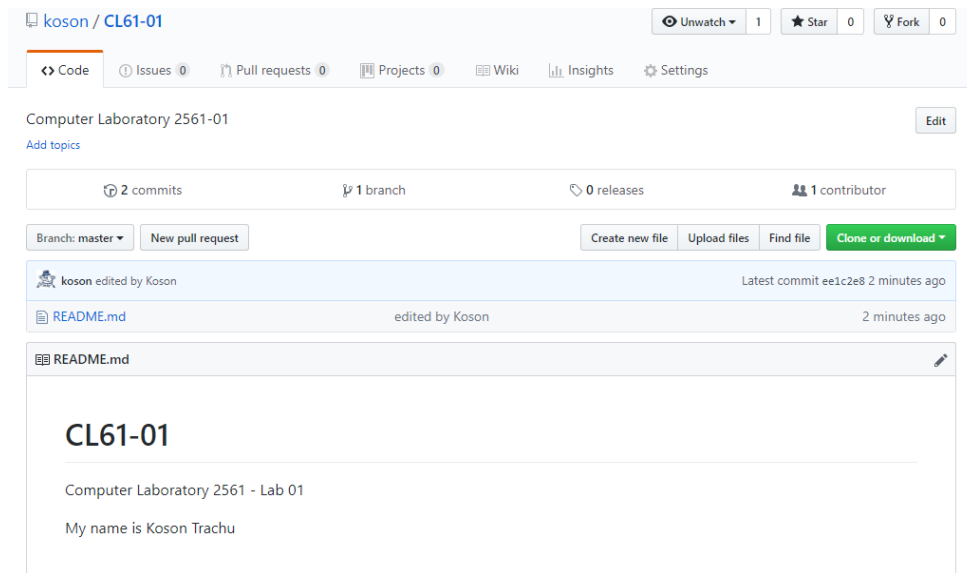 koson / CL61-01 Unwatch 1 Star 0 Fork 0
Code Issues 0 Pull requests 0 Projects 0 Wiki Insights Settings
Computer Laboratory 2561-01 Edit
Add topics
2 commits 1 branch 0 releases 1 contributor
Branch: master New pull request Create new file Upload files Find file Clone or download
koson edited by Koson Latest commit ee1c2e8 2 minutes ago
README.md edited by Koson 2 minutes ago
README.md
CL61-01
Computer Laboratory 2561 - Lab 01
My name is Koson Trachu